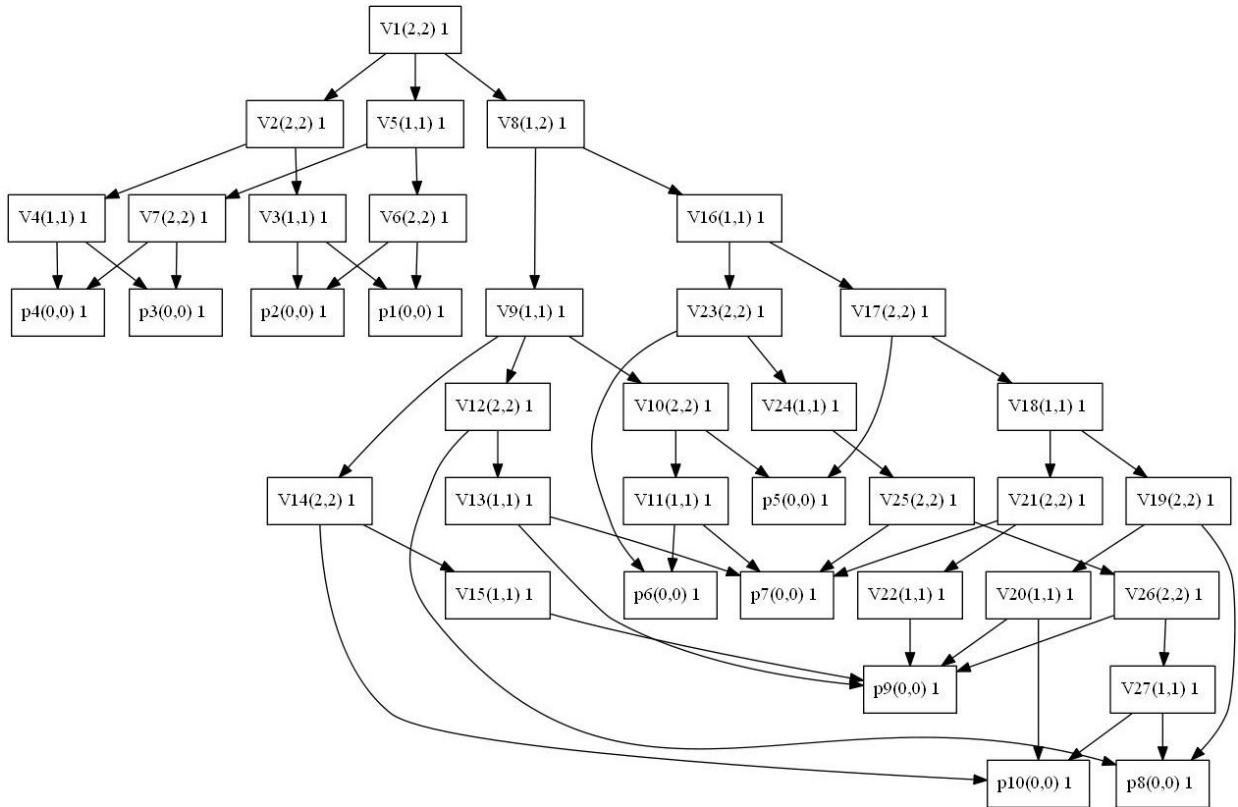 V1(2,2) 1
V2(2,2) 1
V5(1,1) 1
V8(1,2) 1
V4(1,1) 1
V7(2,2) 1
V3(1,1) 1
V6(2,2) 1
V16(1,1) 1
p4(0,0) 1
p3(0,0) 1
p2(0,0) 1
p1(0,0) 1
V9(1,1) 1
V23(2,2) 1
V17(2,2) 1
V12(2,2) 1
V10(2,2) 1
V24(1,1) 1
V18(1,1) 1
V14(2,2) 1
V13(1,1) 1
V11(1,1) 1
p5(0,0) 1
V25(2,2) 1
V21(2,2) 1
V19(2,2) 1
V15(1,1) 1
p6(0,0) 1
p7(0,0) 1
V22(1,1) 1
V20(1,1) 1
V26(2,2) 1
p9(0,0) 1
V27(1,1) 1
p10(0,0) 1
p8(0,0) 1